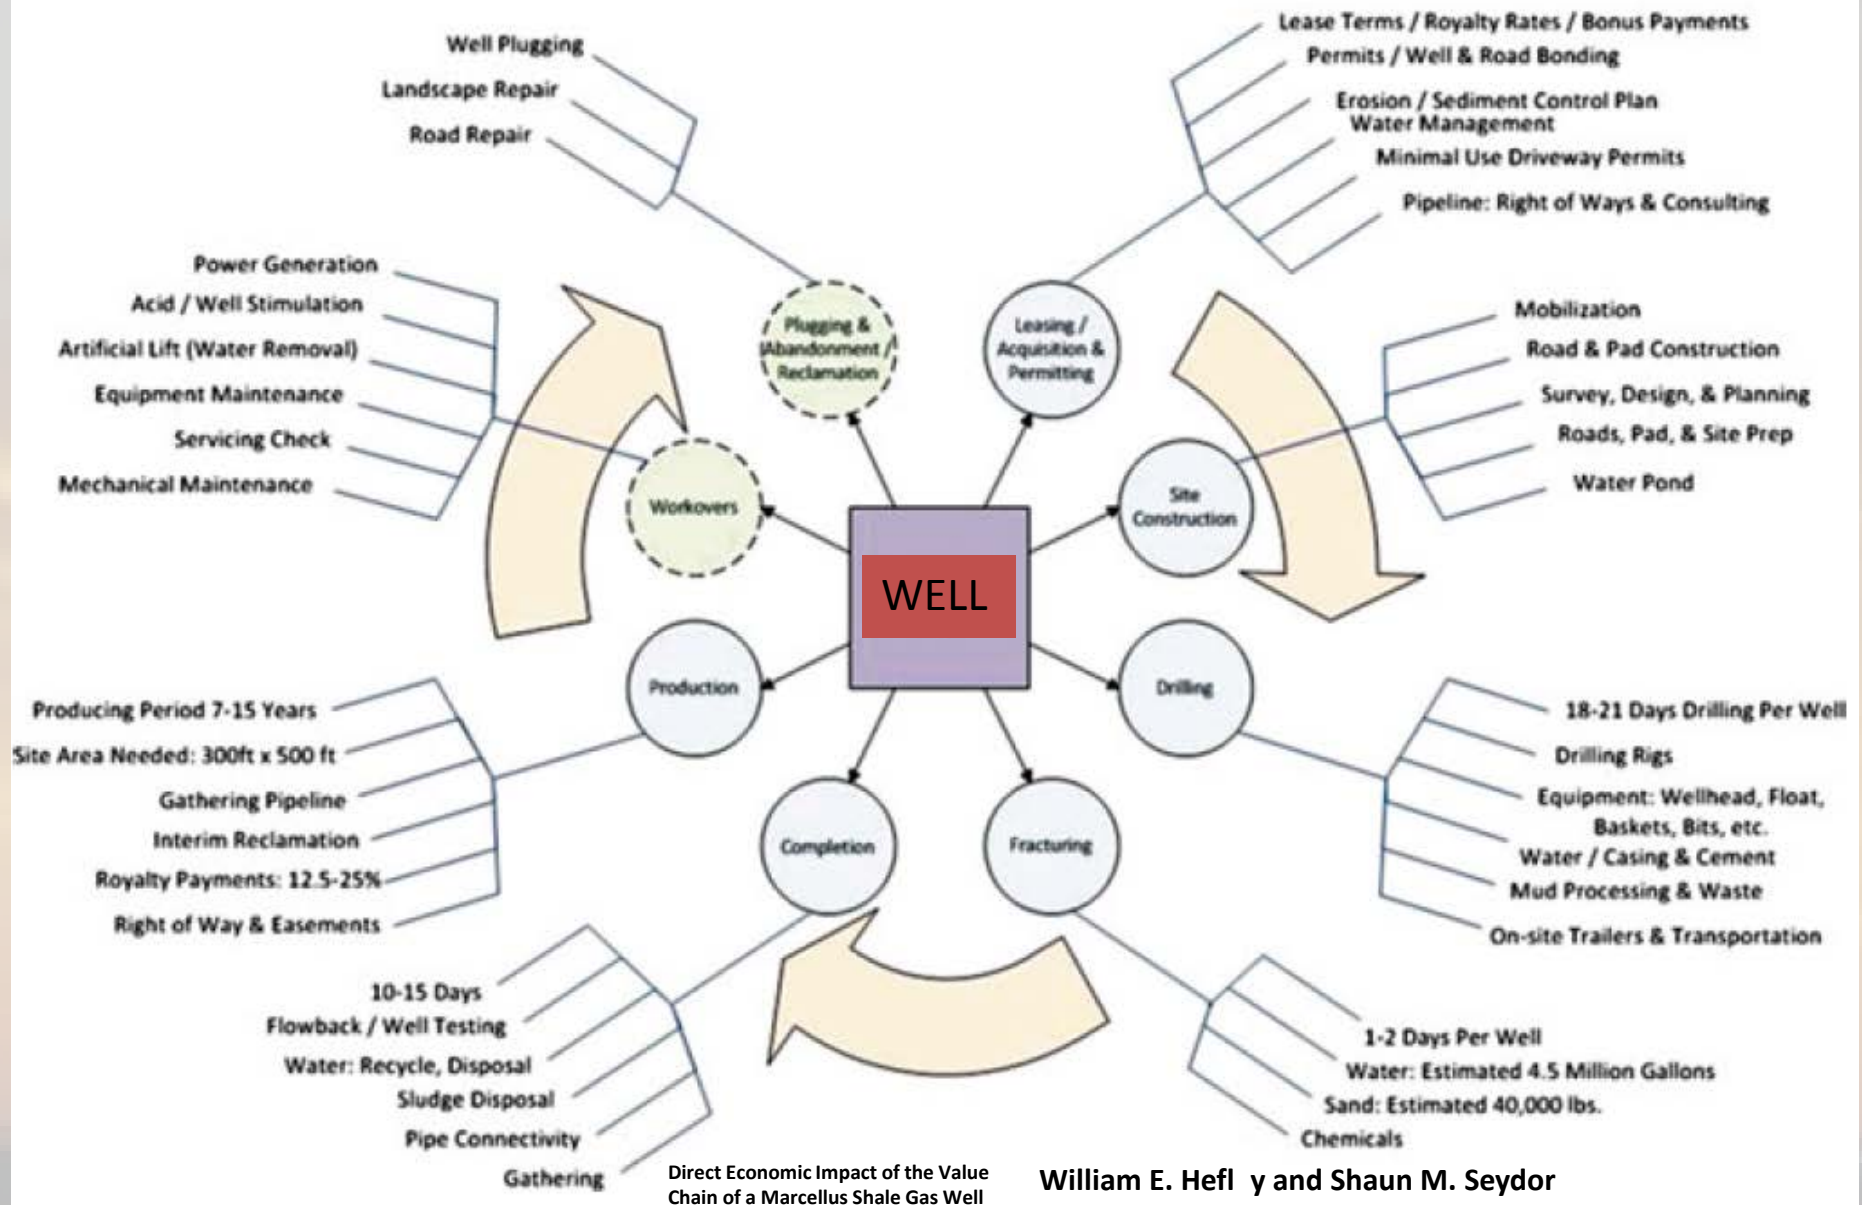 Well Plugging
Landscape Repair
Road Repair
Lease Terms / Royalty Rates / Bonus Payments
Permits / Well & Road Bonding
Erosion / Sediment Control Plan
Water Management
Minimal Use Driveway Permits
Pipeline: Right of Ways & Consulting
Power Generation
Acid / Well Stimulation
Artificial Lift (Water Removal)
Equipment Maintenance
Servicing Check
Mechanical Maintenance
Plugging &
Abandonment /
Reclamation
Leasing /
Acquisition &
Permitting
Mobilization
Road & Pad Construction
Survey, Design, & Planning
Roads, Pad, & Site Prep
Water Pond
Workovers
Site
Construction
WELL
Production
Drilling
Completion
Fracturing
Producing Period 7-15 Years
Site Area Needed: 300ft x 500 ft
Gathering Pipeline
Interim Reclamation
Royalty Payments: 12.5-25%
Right of Way & Easements
18-21 Days Drilling Per Well
Drilling Rigs
Equipment: Wellhead, Float,
Baskets, Bits, etc.
Water / Casing & Cement
Mud Processing & Waste
On-site Trailers & Transportation
10-15 Days
Flowback / Well Testing
Water: Recycle, Disposal
Sludge Disposal
Pipe Connectivity
Gathering
1-2 Days Per Well
Water: Estimated 4.5 Million Gallons
Sand: Estimated 40,000 lbs.
Chemicals
Direct Economic Impact of the Value
Chain of a Marcellus Shale Gas Well
William E. Hefl y and Shaun M. Seydor